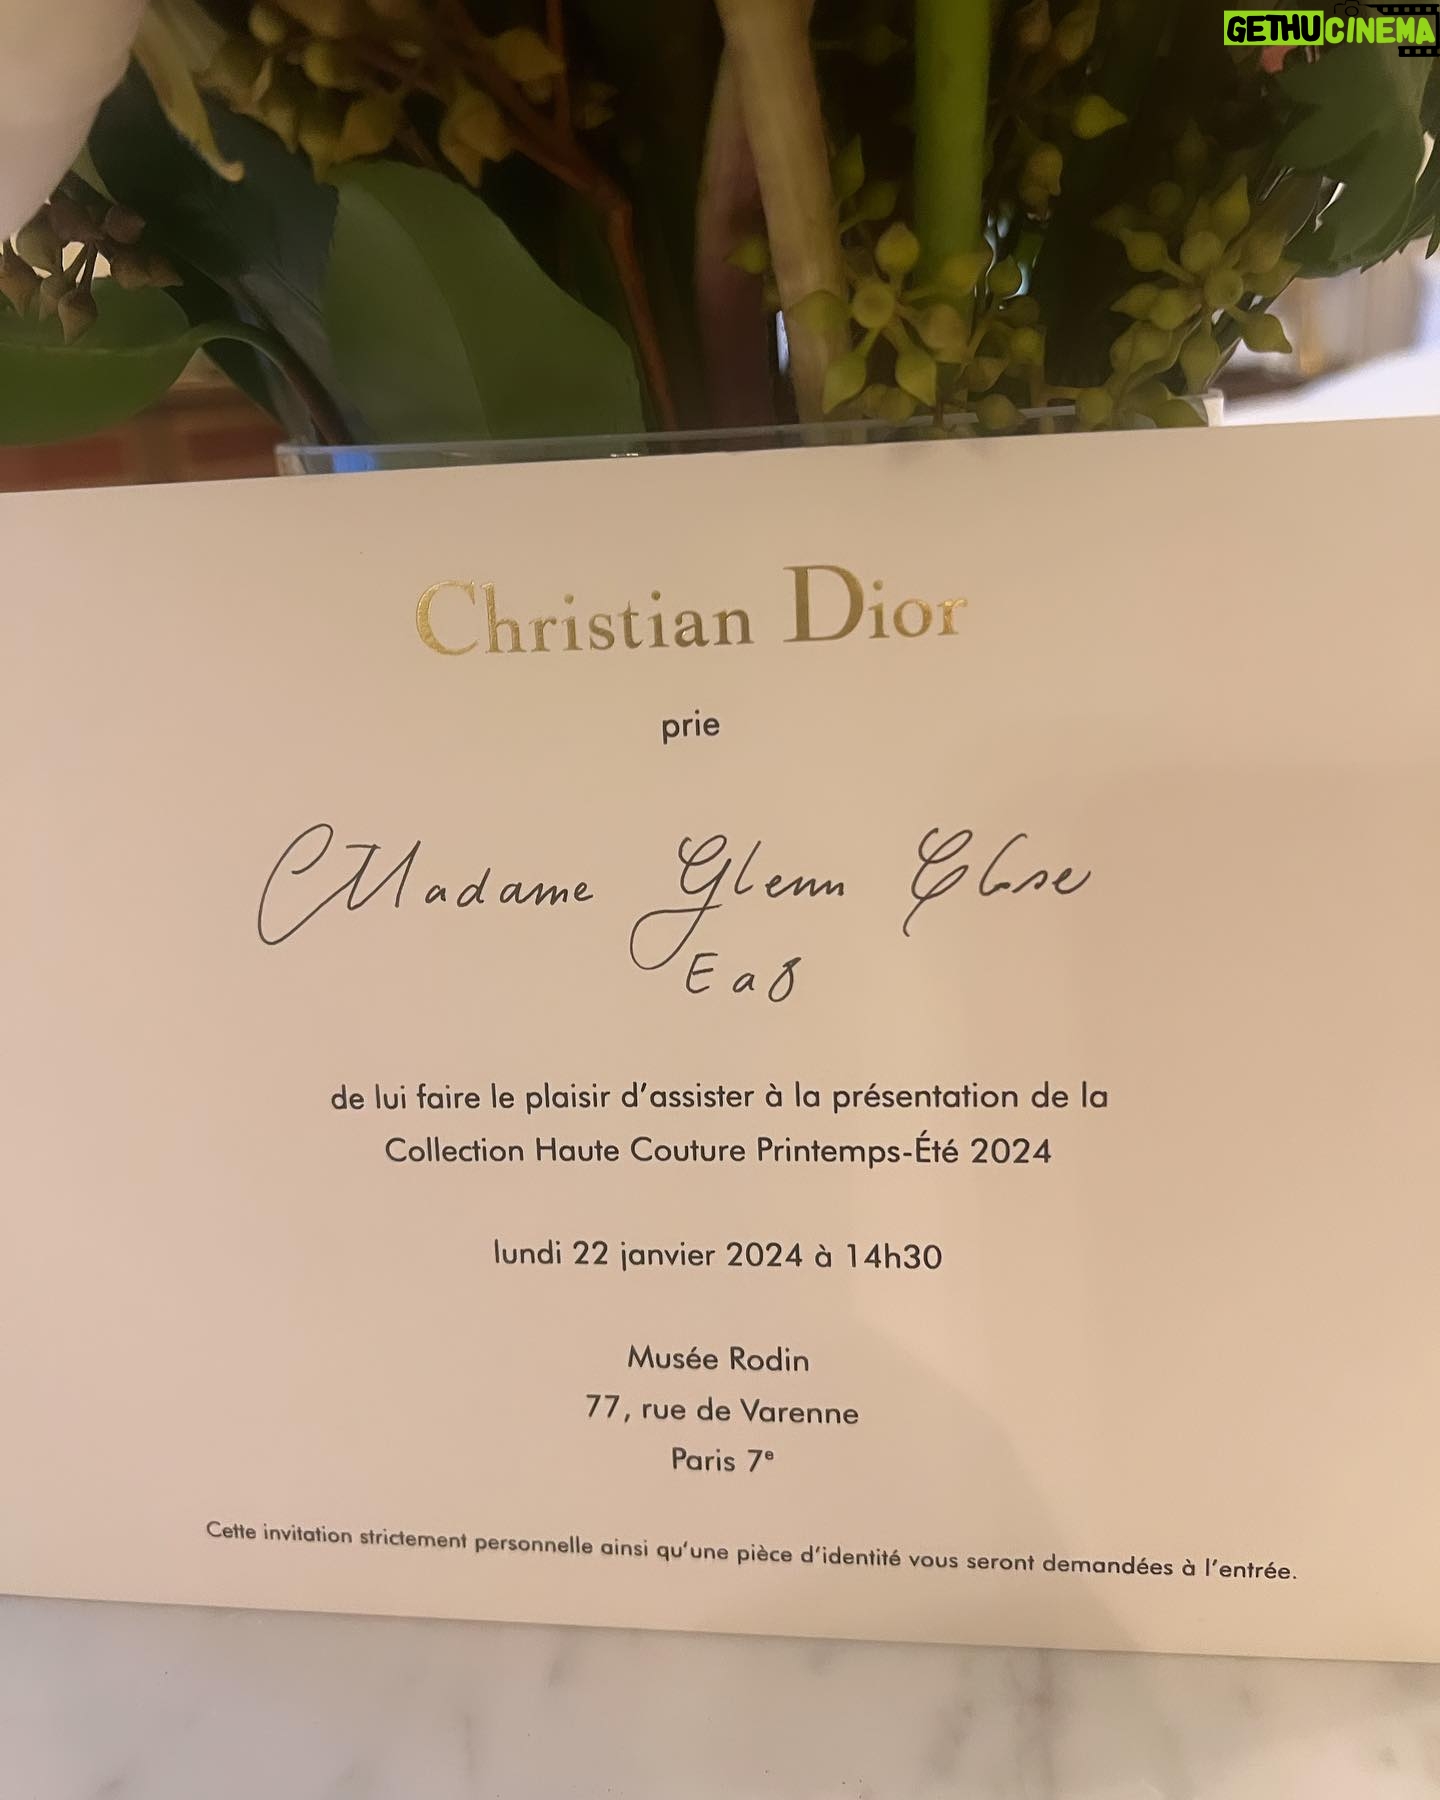 GETHUCINEMA
Christian Dior
prie
Madame Glenn Close
E a 8
de lui faire le plaisir d'assister à la présentation de la
Collection Haute Couture Printemps-Été 2024
lundi 22 janvier 2024 à 14h30
Musée Rodin
77, rue de Varenne
Paris 7e
Cette invitation strictement personnelle ainsi qu'une pièce d'identité vous seront demandées à l'entrée.